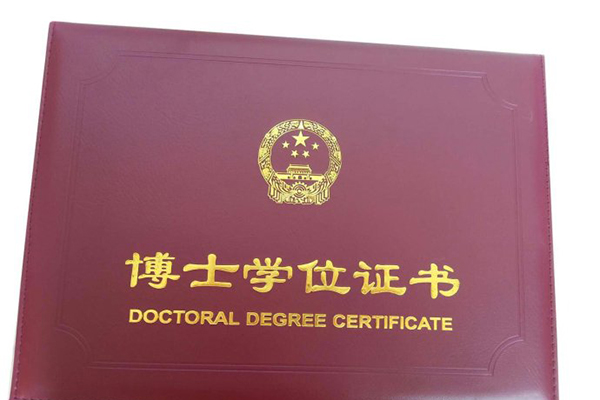 博士学位证书
DOCTORAL DEGREE CERTIFICATE